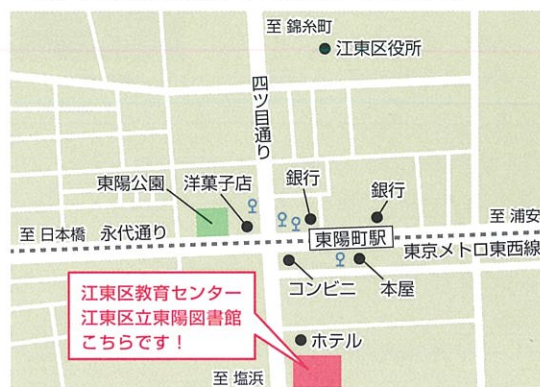 至 錦糸町
江東区役所
四ツ目通り
東陽公園
洋菓子店
銀行
銀行
至 日本橋
永代通り
東陽町駅
至 浦安
東京メトロ東西線
コンビニ
本屋
江東区教育センター
江東区立東陽図書館
こちらです！
ホテル
至 塩浜